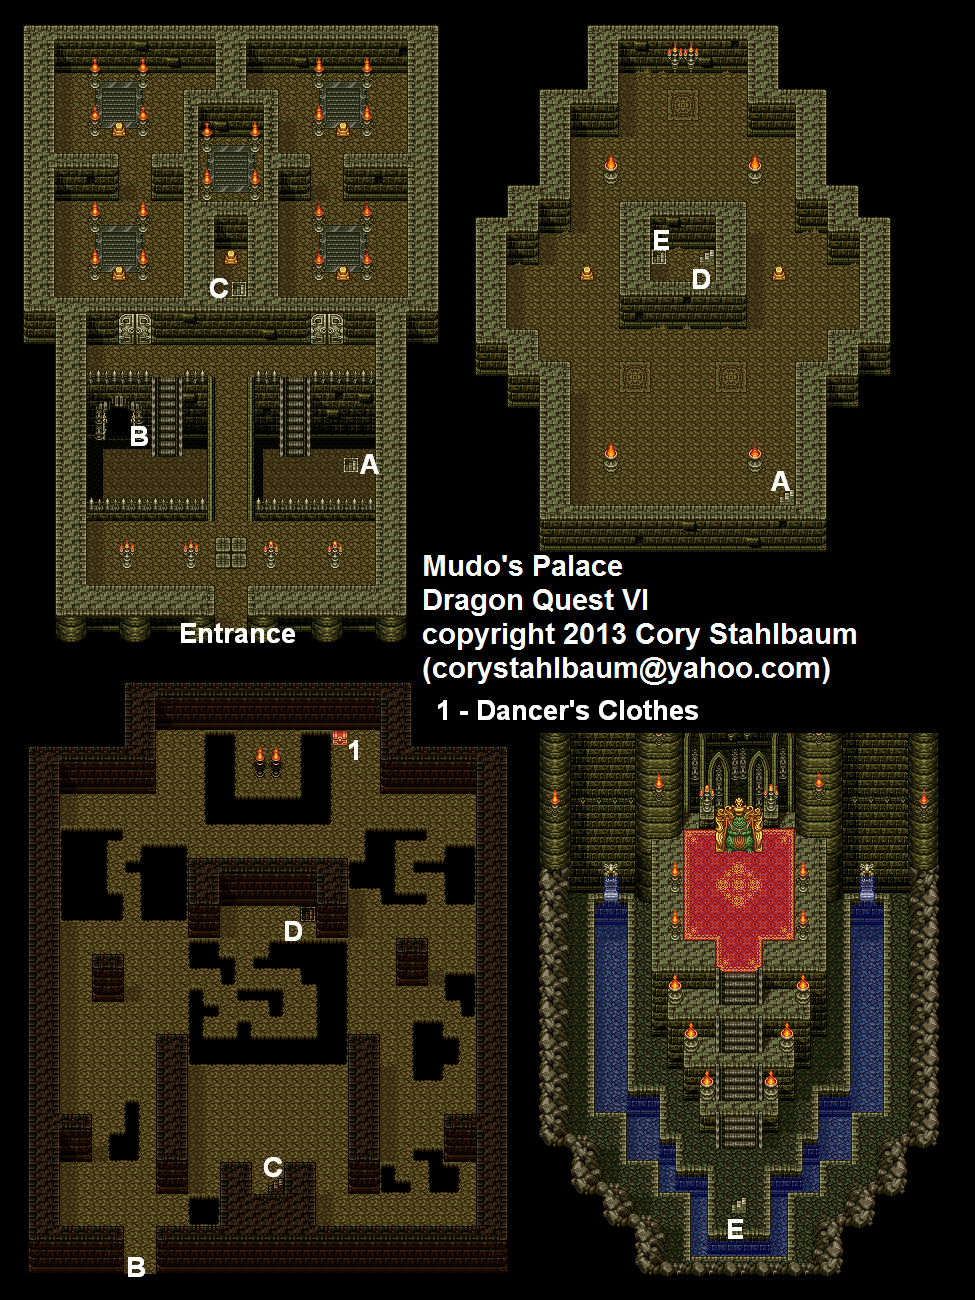 E
D
C
B
A
A
Mudo's Palace
Dragon Quest VI
copyright 2013 Cory Stahlbaum
(corystahlbaum@yahoo.com)
Entrance
1 - Dancer's Clothes
1
D
C
E
B